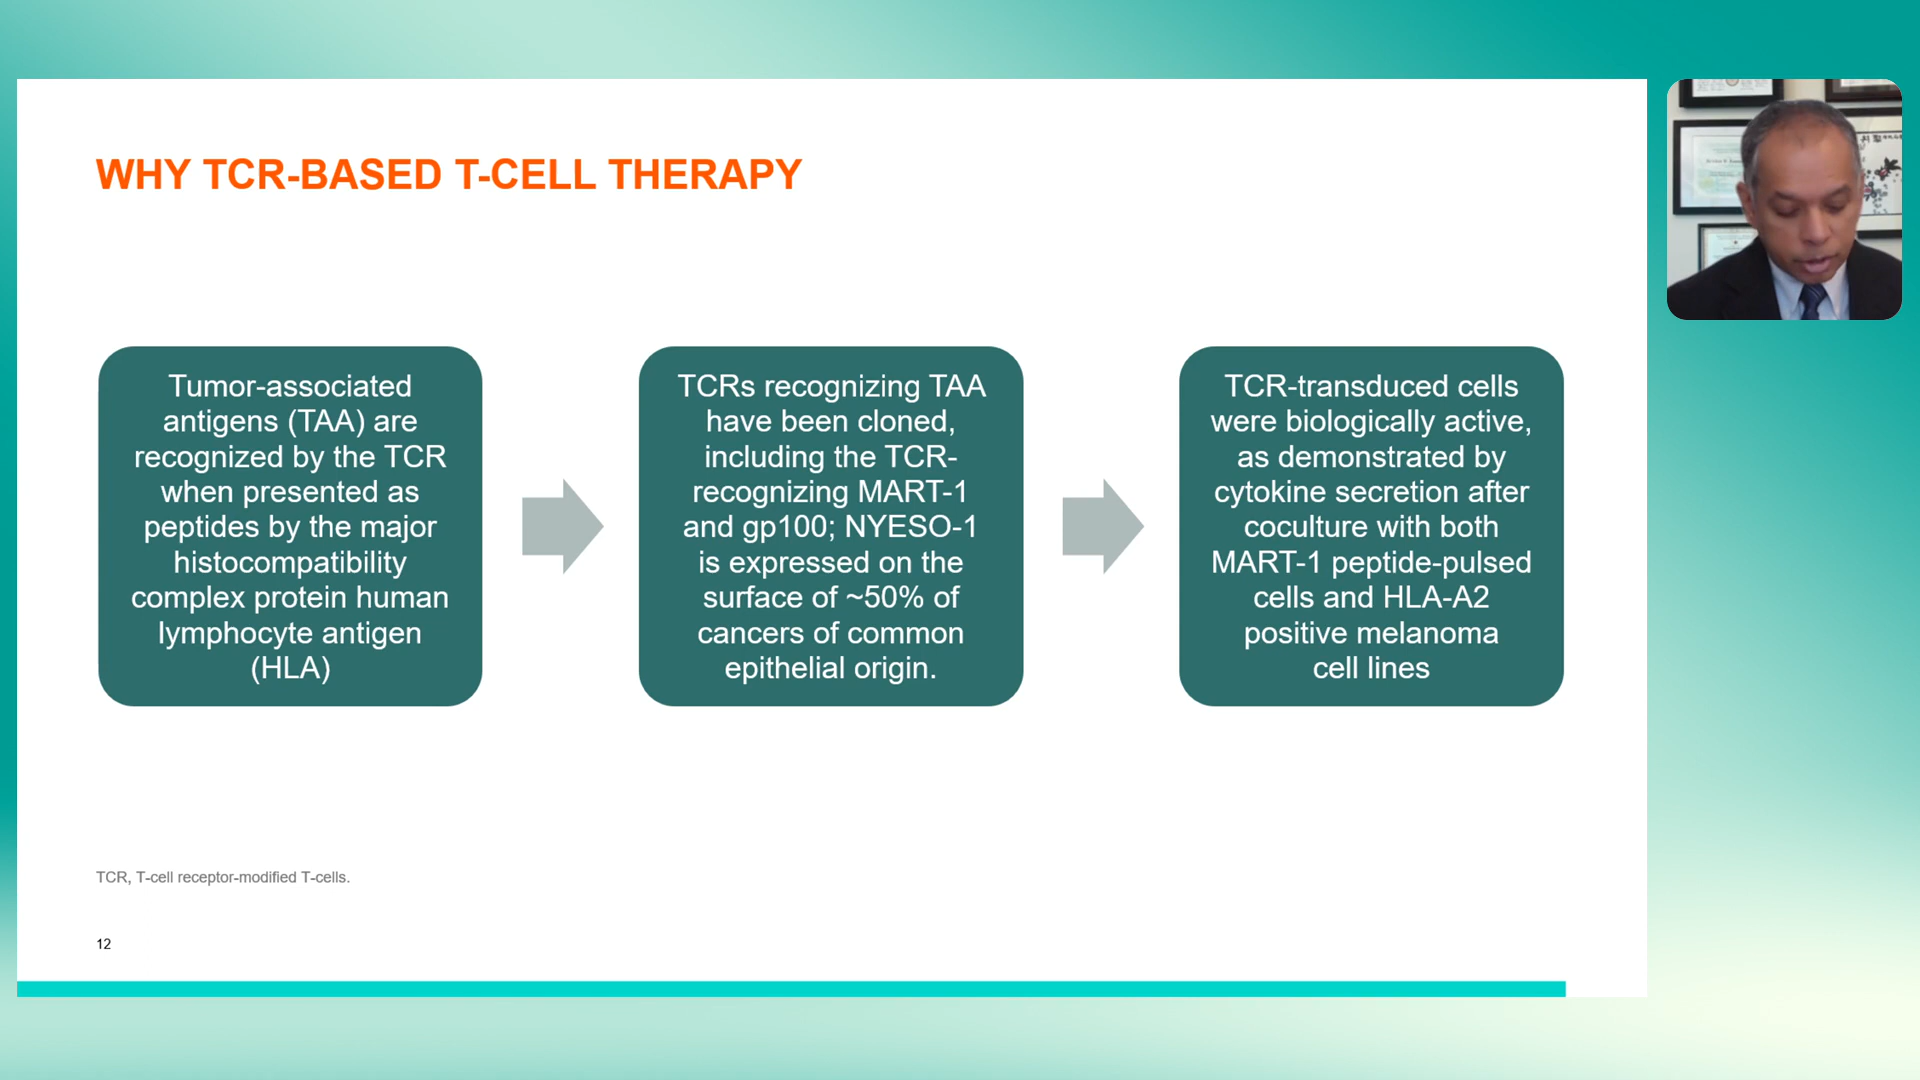 WHY TCR-BASED T-CELL THERAPY
Tumor-associated
antigens (TAA) are
recognized by the TCR
when presented as
peptides by the major
histocompatibility
complex protein human
lymphocyte antigen
(HLA)
TCRs recognizing TAA
have been cloned,
including the TCR-
recognizing MART-1
and gp100; NYESO-1
is expressed on the
surface of ~50% of
cancers of common
epithelial origin.
TCR-transduced cells
were biologically active,
as demonstrated by
cytokine secretion after
coculture with both
MART-1 peptide-pulsed
cells and HLA-A2
positive melanoma
cell lines
TCR, T-cell receptor-modified T-cells.
12